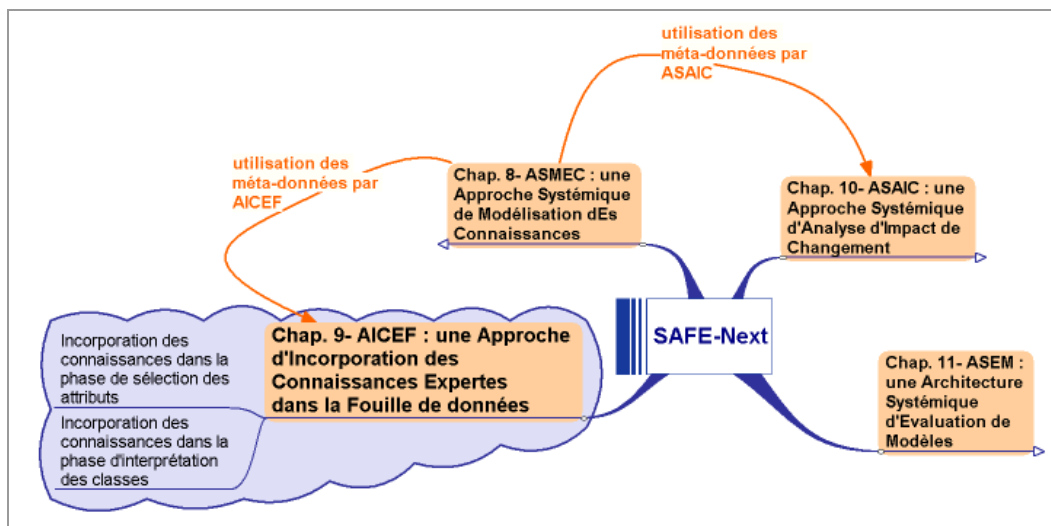 utilisation des
méta-données par
ASAIC
utilisation des
méta-données par
AICEF
Chap. 8- ASMEC : une
Approche Systémique
de Modélisation dEs
Connaissances
Chap. 10- ASAIC : une
Approche Systémique
d'Analyse d'Impact de
Changement
SAFE-Next
Chap. 9- AICEF : une Approche
d'Incorporation des
Connaissances Expertes
dans la Fouille de données
Incorporation des
connaissances dans la
phase de sélection des
attributs
Incorporation des
connaissances dans la
phase d'interprétation
des classes
Chap. 11- ASEM :
une Architecture
Systémique
d'Evaluation de
Modèles